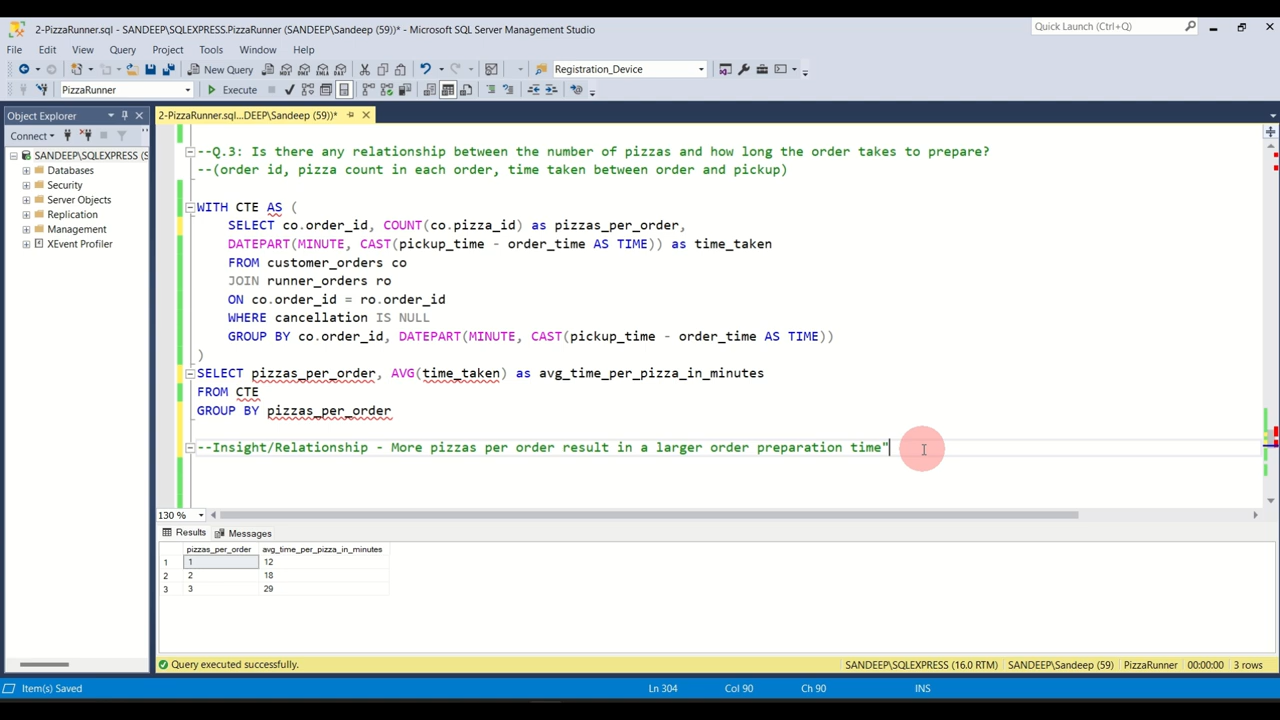 2-PizzaRunner.sql - SANDEEP\SQLEXPRESS.PizzaRunner (SANDEEP\Sandeep (59))* - Microsoft SQL Server Management Studio
Quick Launch (Ctrl+Q)
File Edit View Query Project Tools Window Help
New Query MDX DMX XMLA DAX Registration_Device
PizzaRunner Execute
Object Explorer
2-PizzaRunner.sql...DEEP\Sandeep (59))*
Connect
SANDEEP\SQLEXPRESS (S
Databases
Security
Server Objects
Replication
Management
XEvent Profiler
--Q.3: Is there any relationship between the number of pizzas and how long the order takes to prepare?
--(order id, pizza count in each order, time taken between order and pickup)
WITH CTE AS (
SELECT co.order_id, COUNT(co.pizza_id) as pizzas_per_order,
DATEPART(MINUTE, CAST(pickup_time - order_time AS TIME)) as time_taken
FROM customer_orders co
JOIN runner_orders ro
ON co.order_id = ro.order_id
WHERE cancellation IS NULL
GROUP BY co.order_id, DATEPART(MINUTE, CAST(pickup_time - order_time AS TIME))
)
SELECT pizzas_per_order, AVG(time_taken) as avg_time_per_pizza_in_minutes
FROM CTE
GROUP BY pizzas_per_order
--Insight/Relationship - More pizzas per order result in a larger order preparation time"
130 %
Results Messages
pizzas_per_order avg_time_per_pizza_in_minutes
1 1 12
2 2 18
3 3 29
Query executed successfully. SANDEEP\SQLEXPRESS (16.0 RTM) SANDEEP\Sandeep (59) PizzaRunner 00:00:00 3 rows
Item(s) Saved Ln 304 Col 90 Ch 90 INS